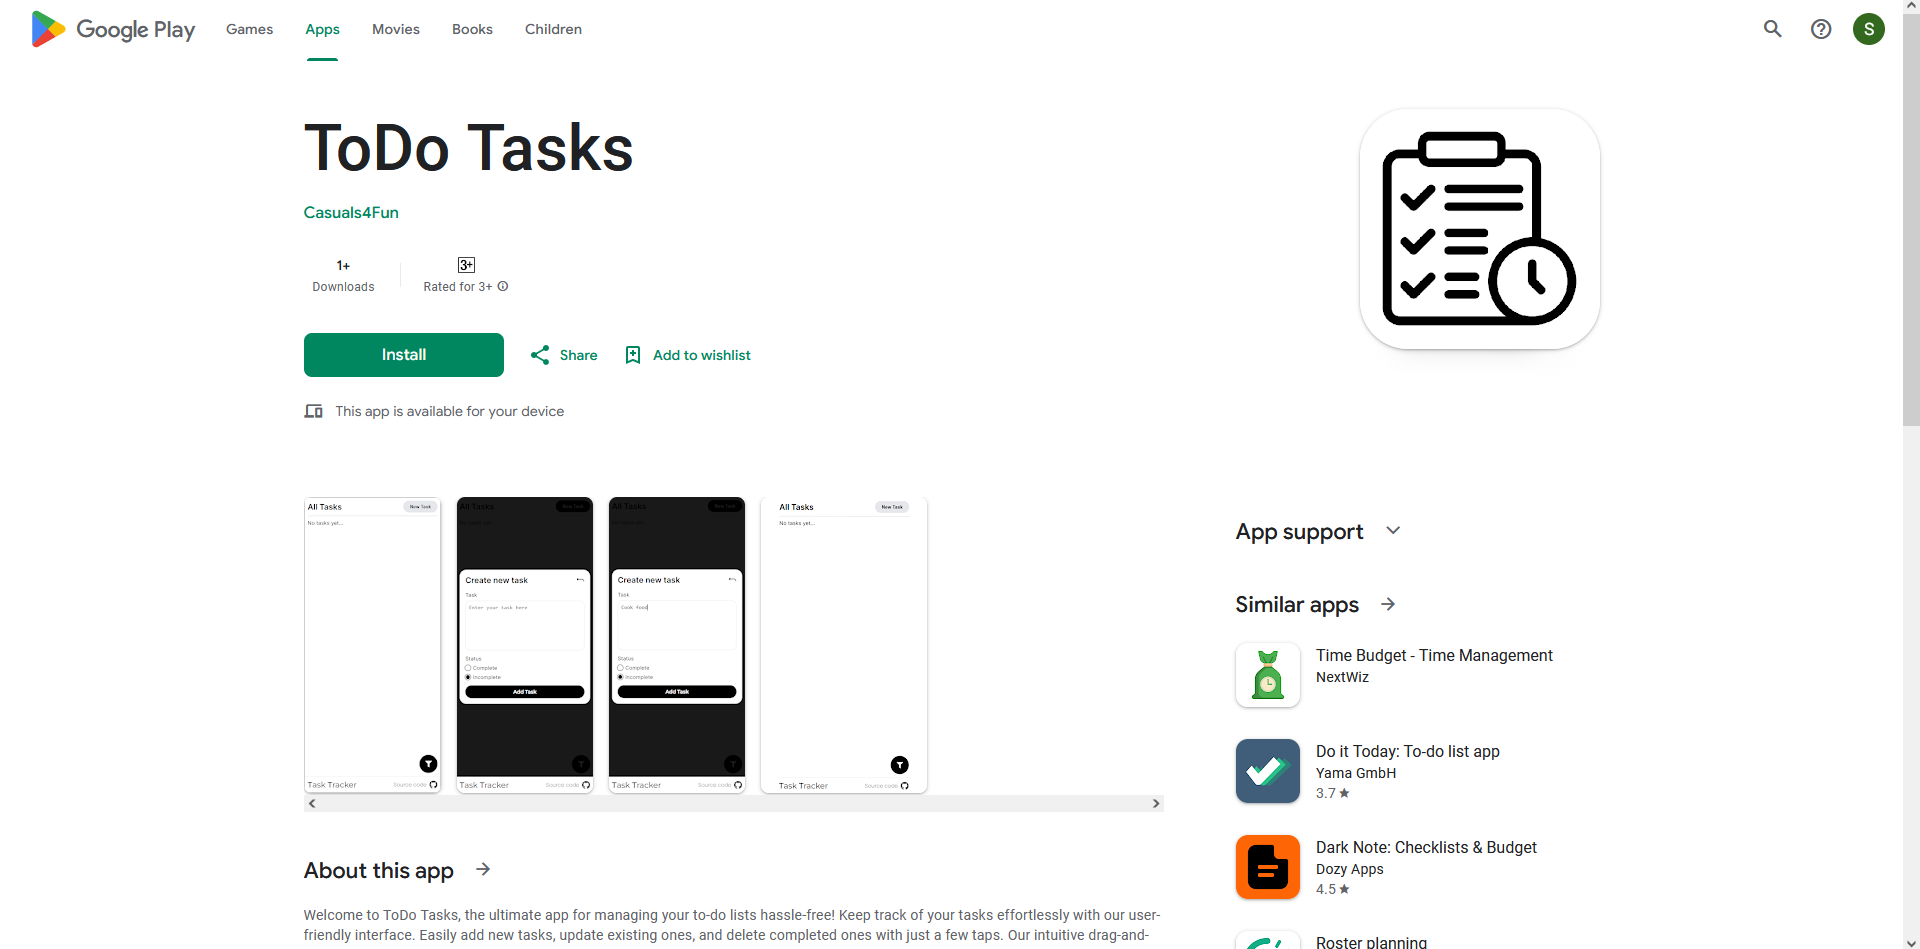 Google Play
Games
Apps
Movies
Books
Children
S
ToDo Tasks
Casuals4Fun
1+
Downloads
3+
Rated for 3+
Install
Share
Add to wishlist
This app is available for your device
All Tasks
New Task
No tasks yet...
Task Tracker
Source code
All Tasks
New Task
Create new task
Task
Enter your task here
Status
Complete
Incomplete
Add Task
Task Tracker
Source code
All Tasks
New Task
Create new task
Task
Cook food
Status
Complete
Incomplete
Add Task
Task Tracker
Source code
All Tasks
New Task
No tasks yet...
Task Tracker
Source code
App support
Similar apps
Time Budget - Time Management
NextWiz
Do it Today: To-do list app
Yama GmbH
3.7
Dark Note: Checklists & Budget
Dozy Apps
4.5
Roster planning
About this app
Welcome to ToDo Tasks, the ultimate app for managing your to-do lists hassle-free! Keep track of your tasks effortlessly with our user-
friendly interface. Easily add new tasks, update existing ones, and delete completed ones with just a few taps. Our intuitive drag-and-